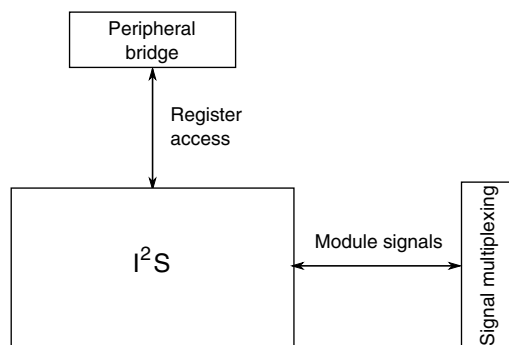 Peripheral
bridge
Register
access
I²S
Module signals
Signal multiplexing